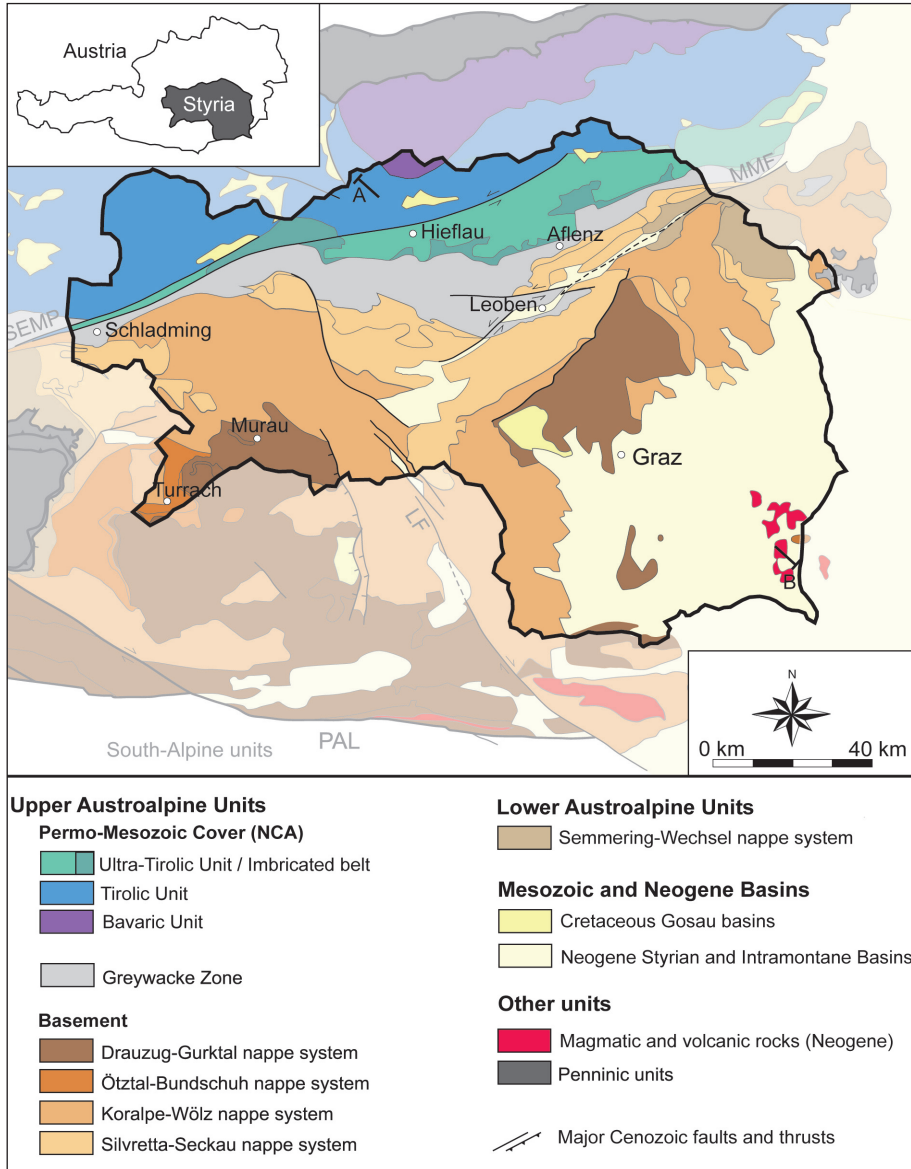 Austria
Styria
MMF
A
Hieflau
Aflenz
Leoben
SEMP
Schladming
Murau
Graz
Turrach
LF
B
N
South-Alpine units
PAL
0 km
40 km
Upper Austroalpine Units
Permo-Mesozoic Cover (NCA)
Ultra-Tirolic Unit / Imbricated belt
Tirolic Unit
Bavaric Unit
Greywacke Zone
Basement
Drauzug-Gurktal nappe system
Ötztal-Bundschuh nappe system
Koralpe-Wölz nappe system
Silvretta-Seckau nappe system
Lower Austroalpine Units
Semmering-Wechsel nappe system
Mesozoic and Neogene Basins
Cretaceous Gosau basins
Neogene Styrian and Intramontane Basins
Other units
Magmatic and volcanic rocks (Neogene)
Penninic units
Major Cenozoic faults and thrusts